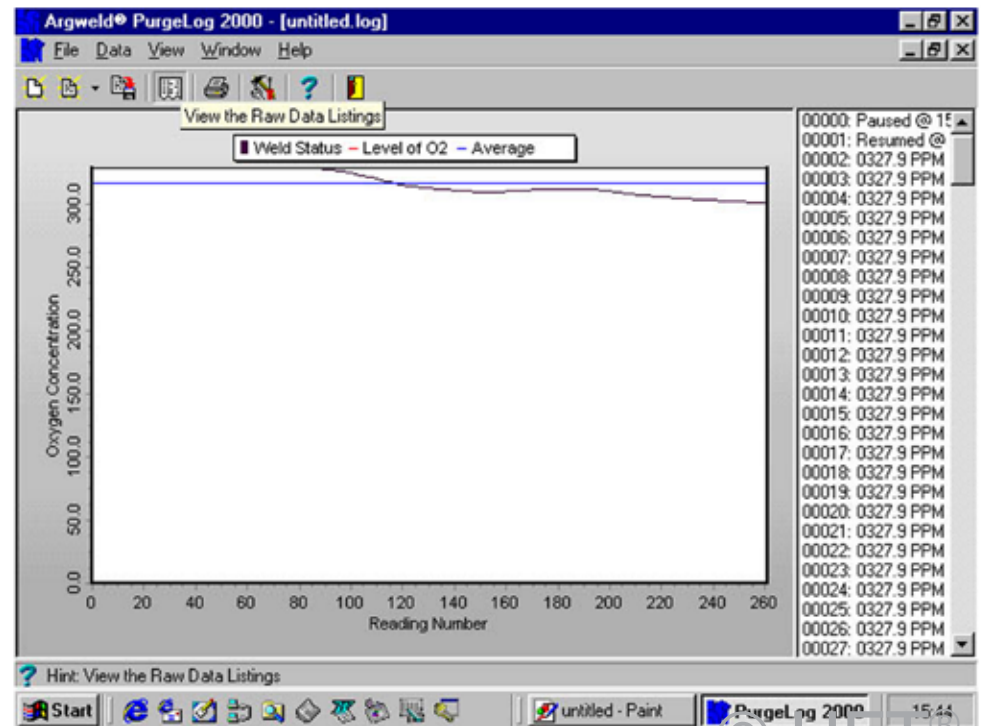 Argweld® PurgeLog 2000 - [untitled.log]
File Data View Window Help
View the Raw Data Listings
Weld Status Level of O2 Average
300.0
250.0
200.0
150.0
100.0
50.0
0.0
Oxygen Concentration
0 20 40 60 80 100 120 140 160 180 200 220 240 260
Reading Number
00000: Paused @ 15
00001: Resumed @
00002: 0327.9 PPM
00003: 0327.9 PPM
00004: 0327.9 PPM
00005: 0327.9 PPM
00006: 0327.9 PPM
00007: 0327.9 PPM
00008: 0327.9 PPM
00009: 0327.9 PPM
00010: 0327.9 PPM
00011: 0327.9 PPM
00012: 0327.9 PPM
00013: 0327.9 PPM
00014: 0327.9 PPM
00015: 0327.9 PPM
00016: 0327.9 PPM
00017: 0327.9 PPM
00018: 0327.9 PPM
00019: 0327.9 PPM
00020: 0327.9 PPM
00021: 0327.9 PPM
00022: 0327.9 PPM
00023: 0327.9 PPM
00024: 0327.9 PPM
00025: 0327.9 PPM
00026: 0327.9 PPM
00027: 0327.9 PPM
Hint: View the Raw Data Listings
Start untitled - Paint PurgeLog 2000 15:44